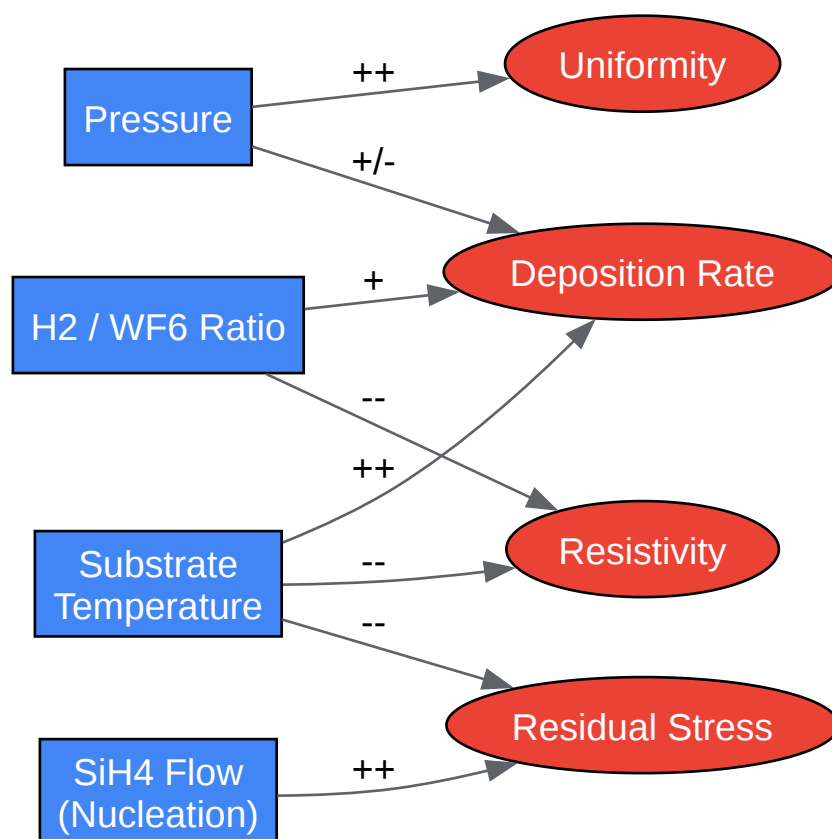 ++
Uniformity
Pressure
+/-
Deposition Rate
+
H2 / WF6 Ratio
--
++
Substrate
Temperature
--
Resistivity
--
Residual Stress
SiH4 Flow
(Nucleation)
++